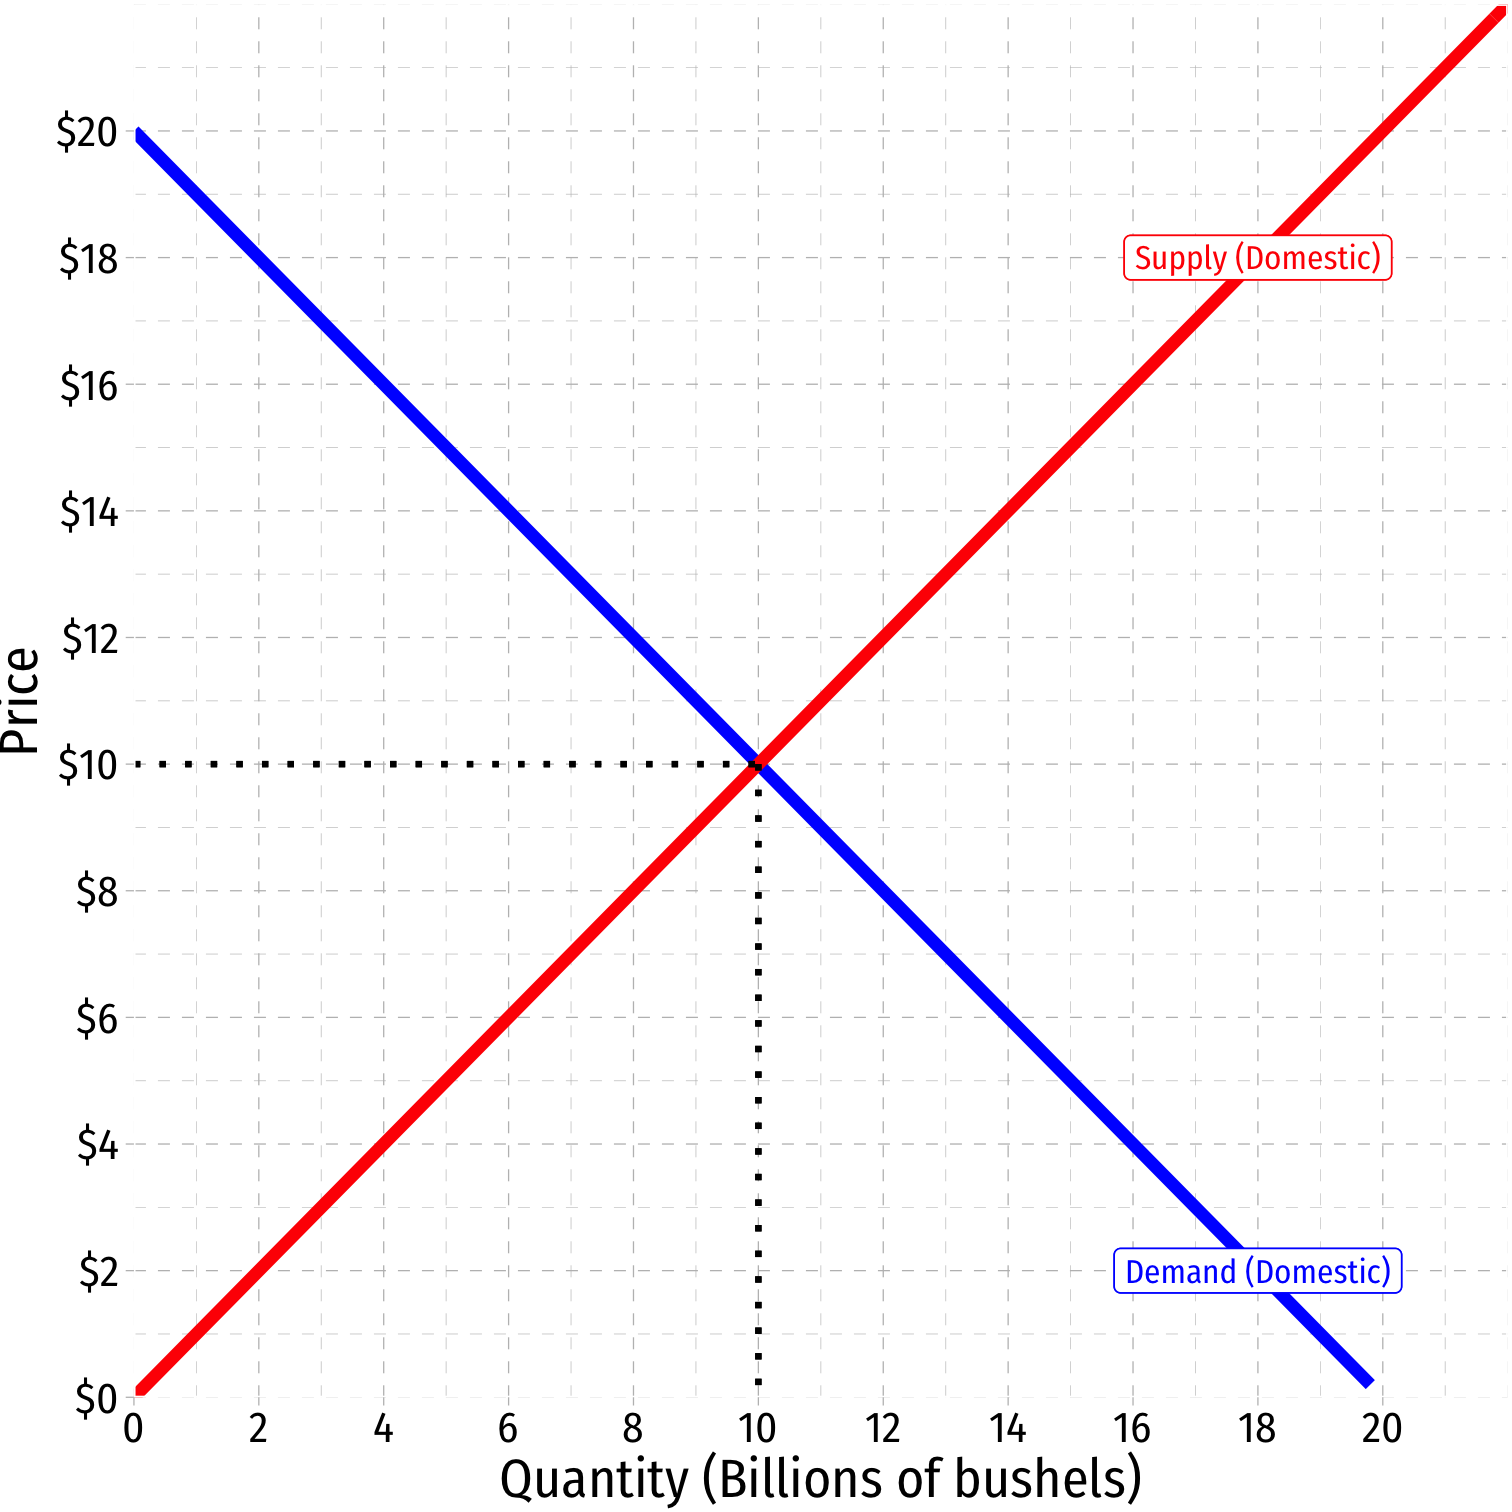 $20
$18
Supply (Domestic)
$16
$14
$12
Price
$10
$8
$6
$4
$2
Demand (Domestic)
$0
0 2 4 6 8 10 12 14 16 18 20
Quantity (Billions of bushels)